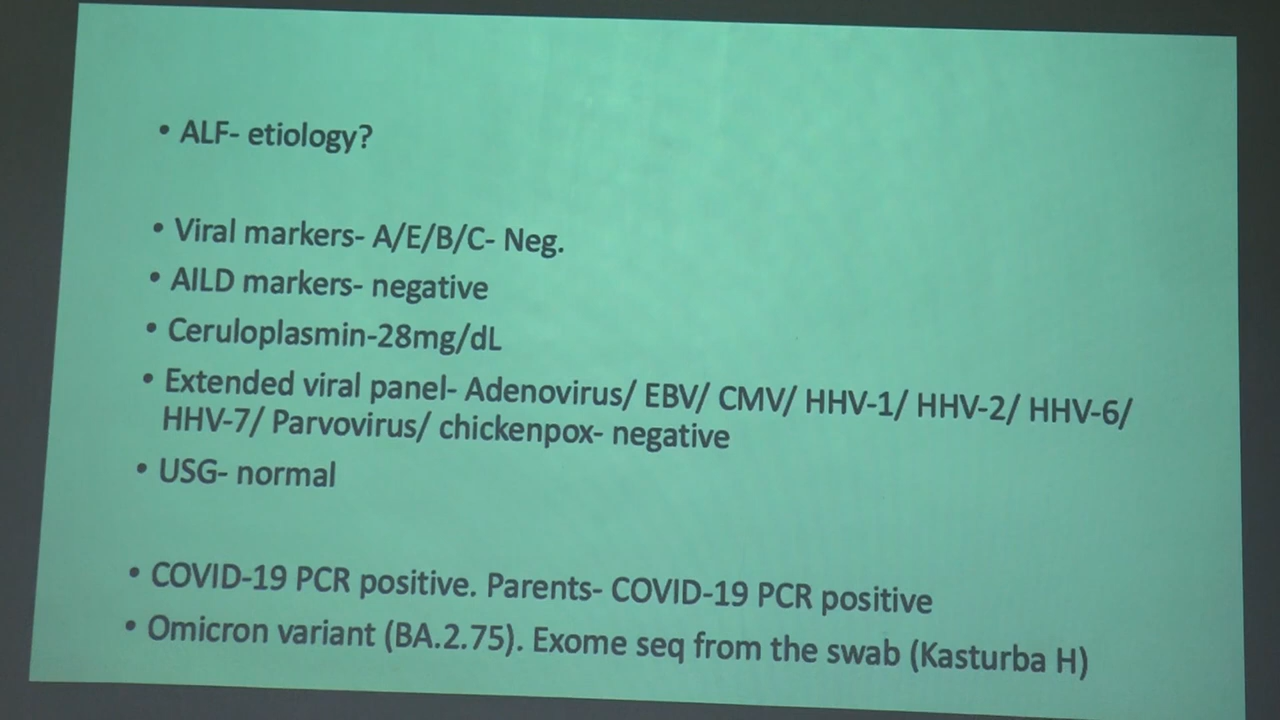 • ALF- etiology?
• Viral markers- A/E/B/C- Neg.
• AILD markers- negative
• Ceruloplasmin-28mg/dL
• Extended viral panel- Adenovirus/ EBV/ CMV/ HHV-1/ HHV-2/ HHV-6/
HHV-7/ Parvovirus/ chickenpox- negative
• USG- normal
• COVID-19 PCR positive. Parents- COVID-19 PCR positive
• Omicron variant (BA.2.75). Exome seq from the swab (Kasturba H)